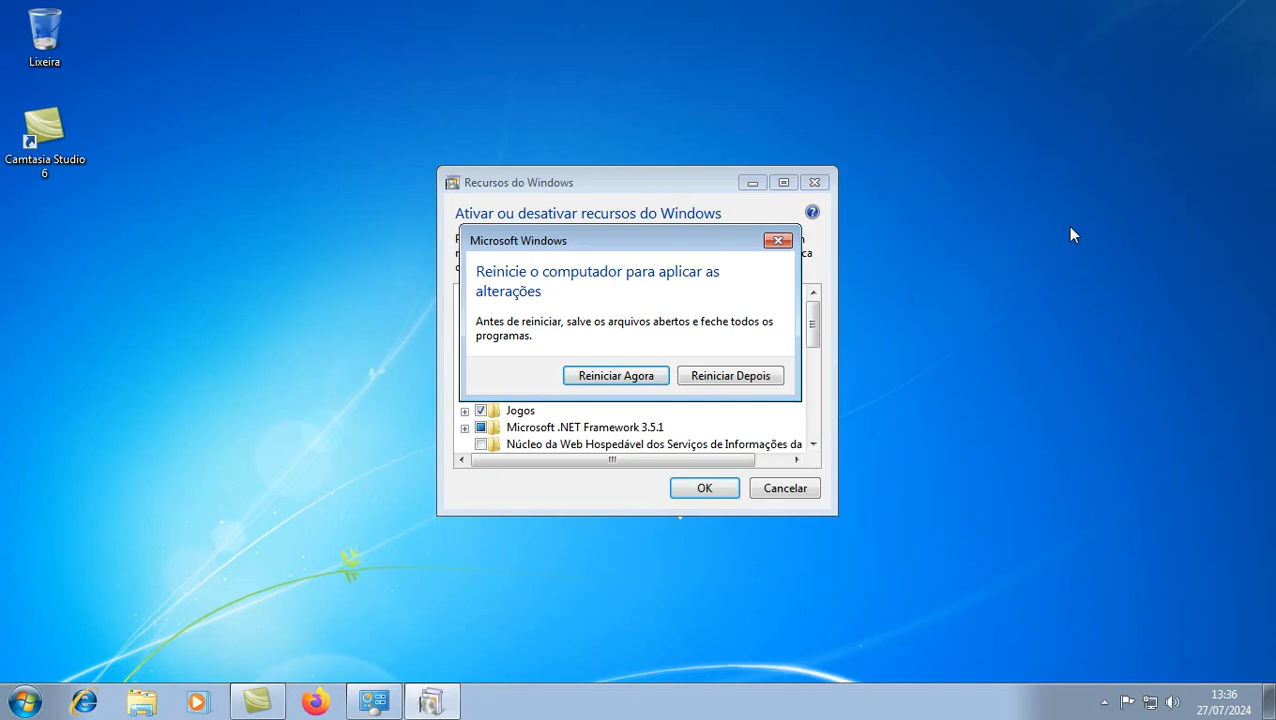 Lixeira
Camtasia Studio
6
Recursos do Windows
Ativar ou desativar recursos do Windows
Microsoft Windows
Reinicie o computador para aplicar as
alterações
Antes de reiniciar, salve os arquivos abertos e feche todos os
programas.
Reiniciar Agora
Reiniciar Depois
Jogos
Microsoft .NET Framework 3.5.1
Núcleo da Web Hospedável dos Serviços de Informações da
OK
Cancelar
13:36
27/07/2024